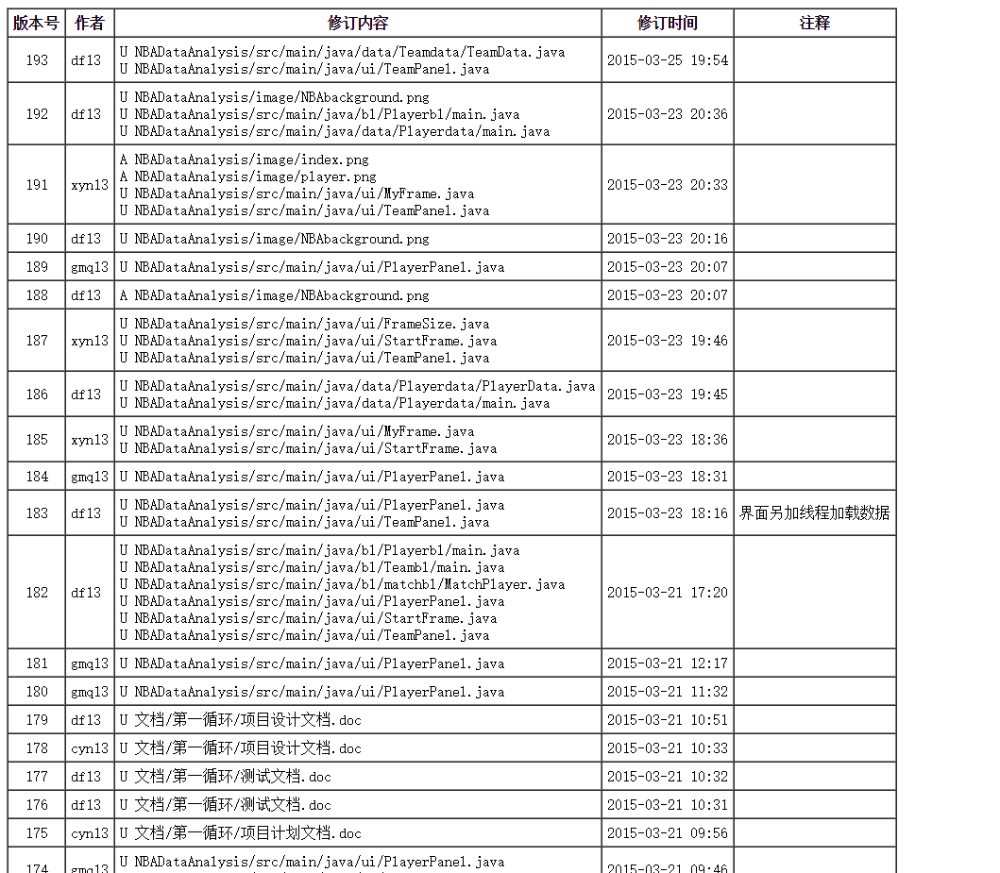 版本号 作者 修订内容 修订时间 注释
193 df13 U NBADataAnalysis/src/main/java/data/Teamdata/TeamData.java 2015-03-25 19:54
U NBADataAnalysis/src/main/java/ui/TeamPanel.java
192 df13 U NBADataAnalysis/image/NBAbackground.png 2015-03-23 20:36
U NBADataAnalysis/src/main/java/bl/Playerbl/main.java
U NBADataAnalysis/src/main/java/data/Playerdata/main.java
191 xyn13 A NBADataAnalysis/image/index.png 2015-03-23 20:33
A NBADataAnalysis/image/player.png
U NBADataAnalysis/src/main/java/ui/MyFrame.java
U NBADataAnalysis/src/main/java/ui/TeamPanel.java
190 df13 U NBADataAnalysis/image/NBAbackground.png 2015-03-23 20:16
189 gmq13 U NBADataAnalysis/src/main/java/ui/PlayerPanel.java 2015-03-23 20:07
188 df13 A NBADataAnalysis/image/NBAbackground.png 2015-03-23 20:07
187 xyn13 U NBADataAnalysis/src/main/java/ui/FrameSize.java 2015-03-23 19:46
U NBADataAnalysis/src/main/java/ui/StartFrame.java
U NBADataAnalysis/src/main/java/ui/TeamPanel.java
186 df13 U NBADataAnalysis/src/main/java/data/Playerdata/PlayerData.java 2015-03-23 19:45
U NBADataAnalysis/src/main/java/data/Playerdata/main.java
185 xyn13 U NBADataAnalysis/src/main/java/ui/MyFrame.java 2015-03-23 18:36
U NBADataAnalysis/src/main/java/ui/StartFrame.java
184 gmq13 U NBADataAnalysis/src/main/java/ui/PlayerPanel.java 2015-03-23 18:31
183 df13 U NBADataAnalysis/src/main/java/ui/PlayerPanel.java 2015-03-23 18:16 界面另加线程加载数据
U NBADataAnalysis/src/main/java/ui/TeamPanel.java
182 df13 U NBADataAnalysis/src/main/java/bl/Playerbl/main.java 2015-03-21 17:20
U NBADataAnalysis/src/main/java/bl/Teambl/main.java
U NBADataAnalysis/src/main/java/bl/matchbl/MatchPlayer.java
U NBADataAnalysis/src/main/java/ui/PlayerPanel.java
U NBADataAnalysis/src/main/java/ui/StartFrame.java
U NBADataAnalysis/src/main/java/ui/TeamPanel.java
181 gmq13 U NBADataAnalysis/src/main/java/ui/PlayerPanel.java 2015-03-21 12:17
180 gmq13 U NBADataAnalysis/src/main/java/ui/PlayerPanel.java 2015-03-21 11:32
179 df13 U 文档/第一循环/项目设计文档.doc 2015-03-21 10:51
178 cyn13 U 文档/第一循环/项目设计文档.doc 2015-03-21 10:33
177 df13 U 文档/第一循环/测试文档.doc 2015-03-21 10:32
176 df13 U 文档/第一循环/测试文档.doc 2015-03-21 10:31
175 cyn13 U 文档/第一循环/项目计划文档.doc 2015-03-21 09:56
174 gmq13 U NBADataAnalysis/src/main/java/ui/PlayerPanel.java 2015-03-21 09:46